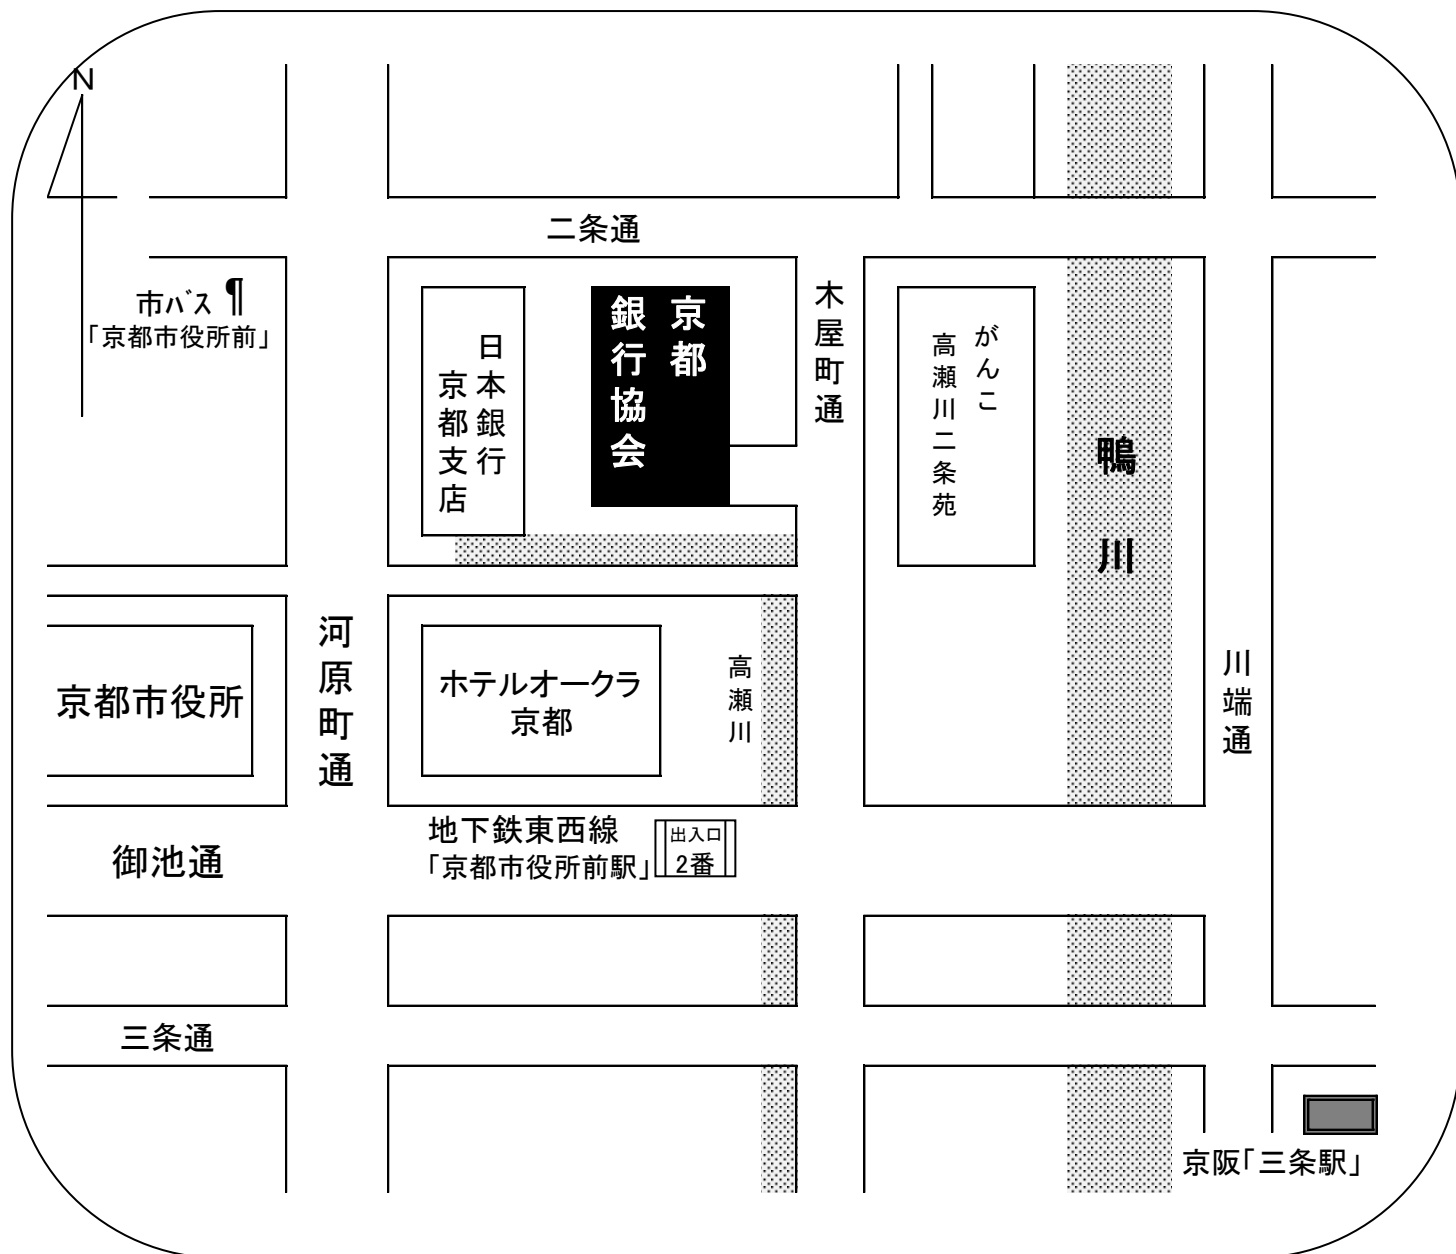 N
二条通
市バス ¶
「京都市役所前」
日本銀行
京都支店
京都
銀行協会
木屋町通
がんこ
高瀬川二条苑
鴨川
京都市役所
河原町通
ホテルオークラ
京都
高瀬川
川端通
御池通
地下鉄東西線
「京都市役所前駅」
出入口
2番
三条通
京阪「三条駅」